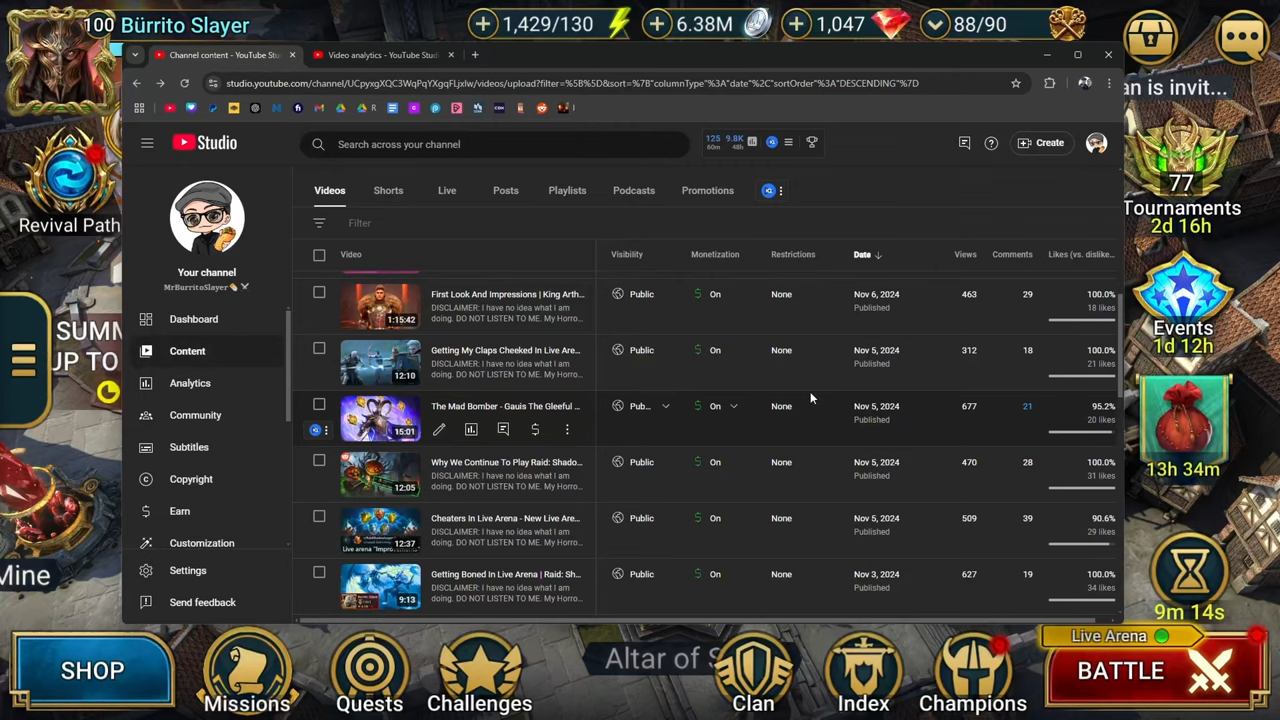 100 Bürrito Slayer
1,429/130
6.38M
1,047
88/90
Channel content - YouTube Stu
Video analytics - YouTube Studi
studio.youtube.com/channel/UCpyxgXQC3WqPqYXgqFLjxlw/videos/upload?filter=%5B%5D&sort=%7B"columnType"%3A"date"%2C"sortOrder"%3A"DESCENDING"%7D
an is invit...
Studio
Search across your channel
125
60m
9.8K
48h
Create
Revival Path
77
Tournaments
2d 16h
Your channel
MrBurritoSlayer
Dashboard
Content
Analytics
Community
Subtitles
Copyright
Earn
Customization
Settings
Send feedback
Videos
Shorts
Live
Posts
Playlists
Podcasts
Promotions
Filter
Video
Visibility
Monetization
Restrictions
Date
Views
Comments
Likes (vs. dislike...
1:15:42
First Look And Impressions | King Arth...
DISCLAIMER: I have no idea what I am
doing. DO NOT LISTEN TO ME. My Horro...
Public
On
None
Nov 6, 2024
Published
463
29
100.0%
18 likes
12:10
Getting My Claps Cheeked In Live Are...
DISCLAIMER: I have no idea what I am
doing. DO NOT LISTEN TO ME. My Horro...
Public
On
None
Nov 5, 2024
Published
312
18
100.0%
21 likes
15:01
The Mad Bomber - Gauis The Gleeful ...
Pub...
On
None
Nov 5, 2024
Published
677
21
95.2%
20 likes
12:05
Why We Continue To Play Raid: Shado...
DISCLAIMER: I have no idea what I am
doing. DO NOT LISTEN TO ME. My Horro...
Public
On
None
Nov 5, 2024
Published
470
28
100.0%
31 likes
Live arena "Improv
12:37
Cheaters In Live Arena - New Live Are...
DISCLAIMER: I have no idea what I am
doing. DO NOT LISTEN TO ME. My Horro...
Public
On
None
Nov 5, 2024
Published
509
39
90.6%
29 likes
9:13
Getting Boned In Live Arena | Raid: Sh...
DISCLAIMER: I have no idea what I am
doing. DO NOT LISTEN TO ME. My Horro...
Public
On
None
Nov 3, 2024
Published
627
19
100.0%
34 likes
SUMM
UP TO
Events
1d 12h
13h 34m
Mine
9m 14s
Altar of S
Live Arena
SHOP
Missions
Quests
Challenges
Clan
Index
Champions
BATTLE